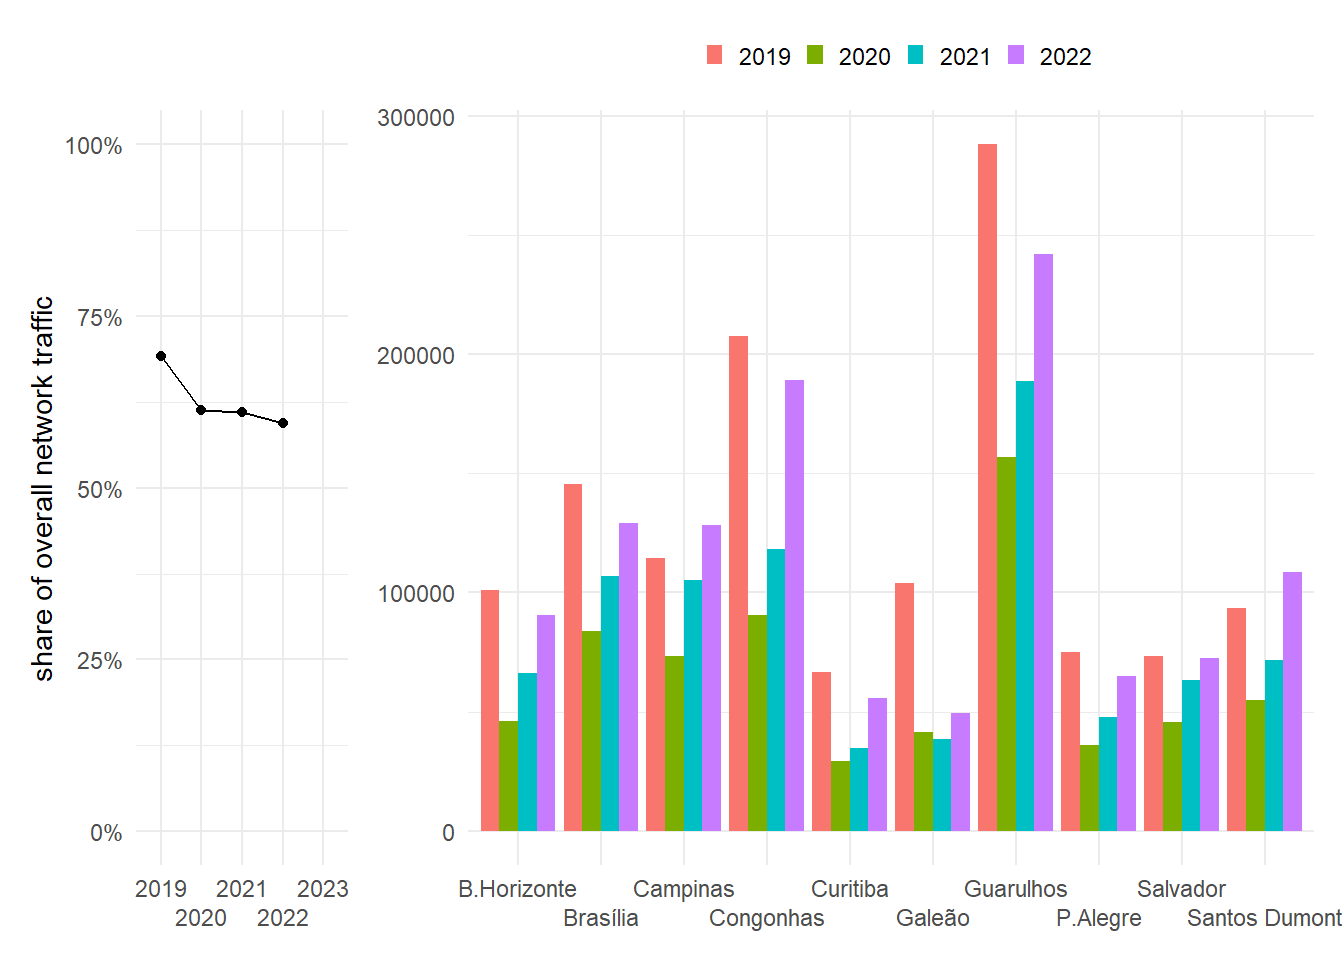 2019 2020 2021 2022
share of overall network traffic
100%
75%
50%
25%
0%
2019 2021 2023
2020 2022
300000
200000
100000
0
B.Horizonte Campinas Curitiba Guarulhos Salvador
Brasília Congonhas Galeão P.Alegre Santos Dumont